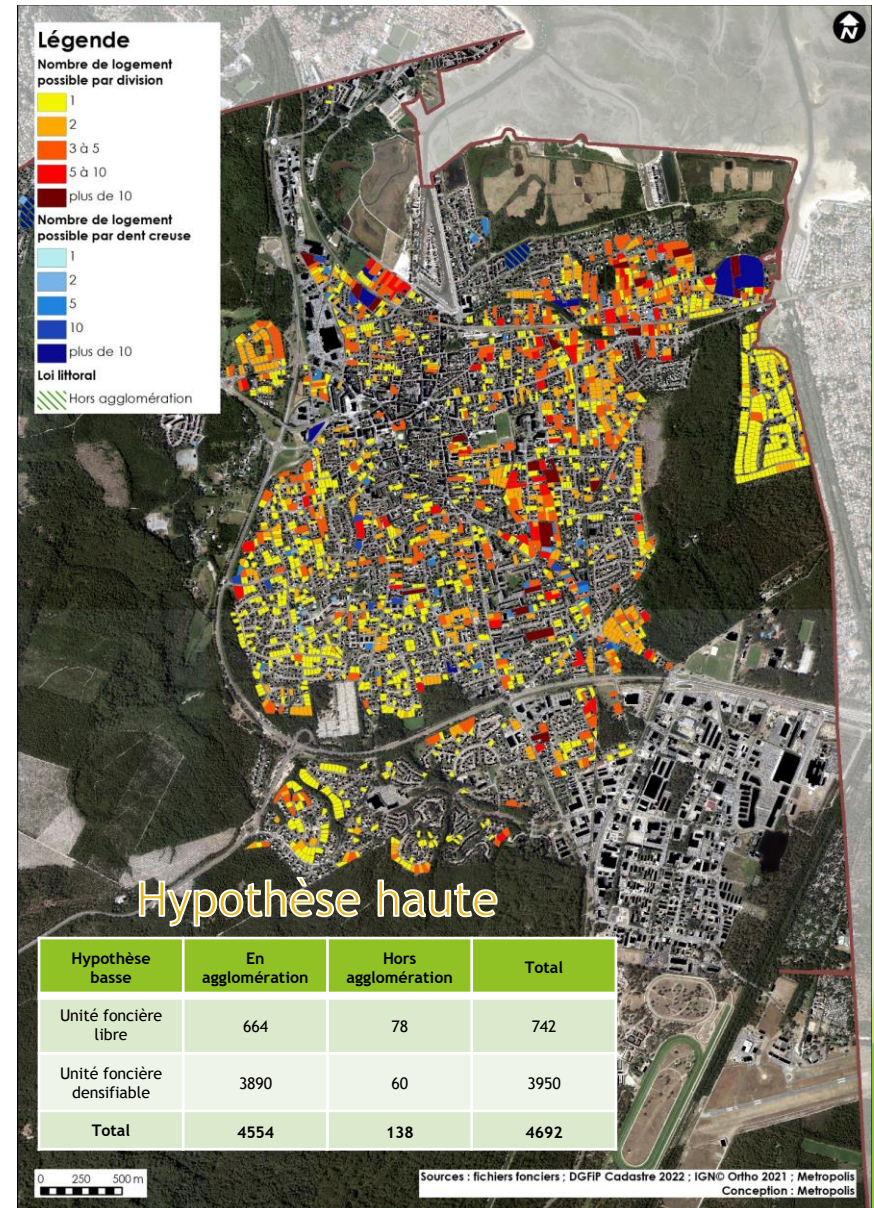 N
Légende
Nombre de logement
possible par division
1
2
3 à 5
5 à 10
plus de 10
Nombre de logement
possible par dent creuse
1
2
5
10
plus de 10
Loi littoral
Hors agglomération
Hypothèse haute
Hypothèse basse | En agglomération | Hors agglomération | Total
Unité foncière libre | 664 | 78 | 742
Unité foncière densifiable | 3890 | 60 | 3950
Total | 4554 | 138 | 4692
0 250 500 m
Sources : fichiers fonciers ; DGFiP Cadastre 2022 ; IGN© Ortho 2021 ; Metropolis
Conception : Metropolis